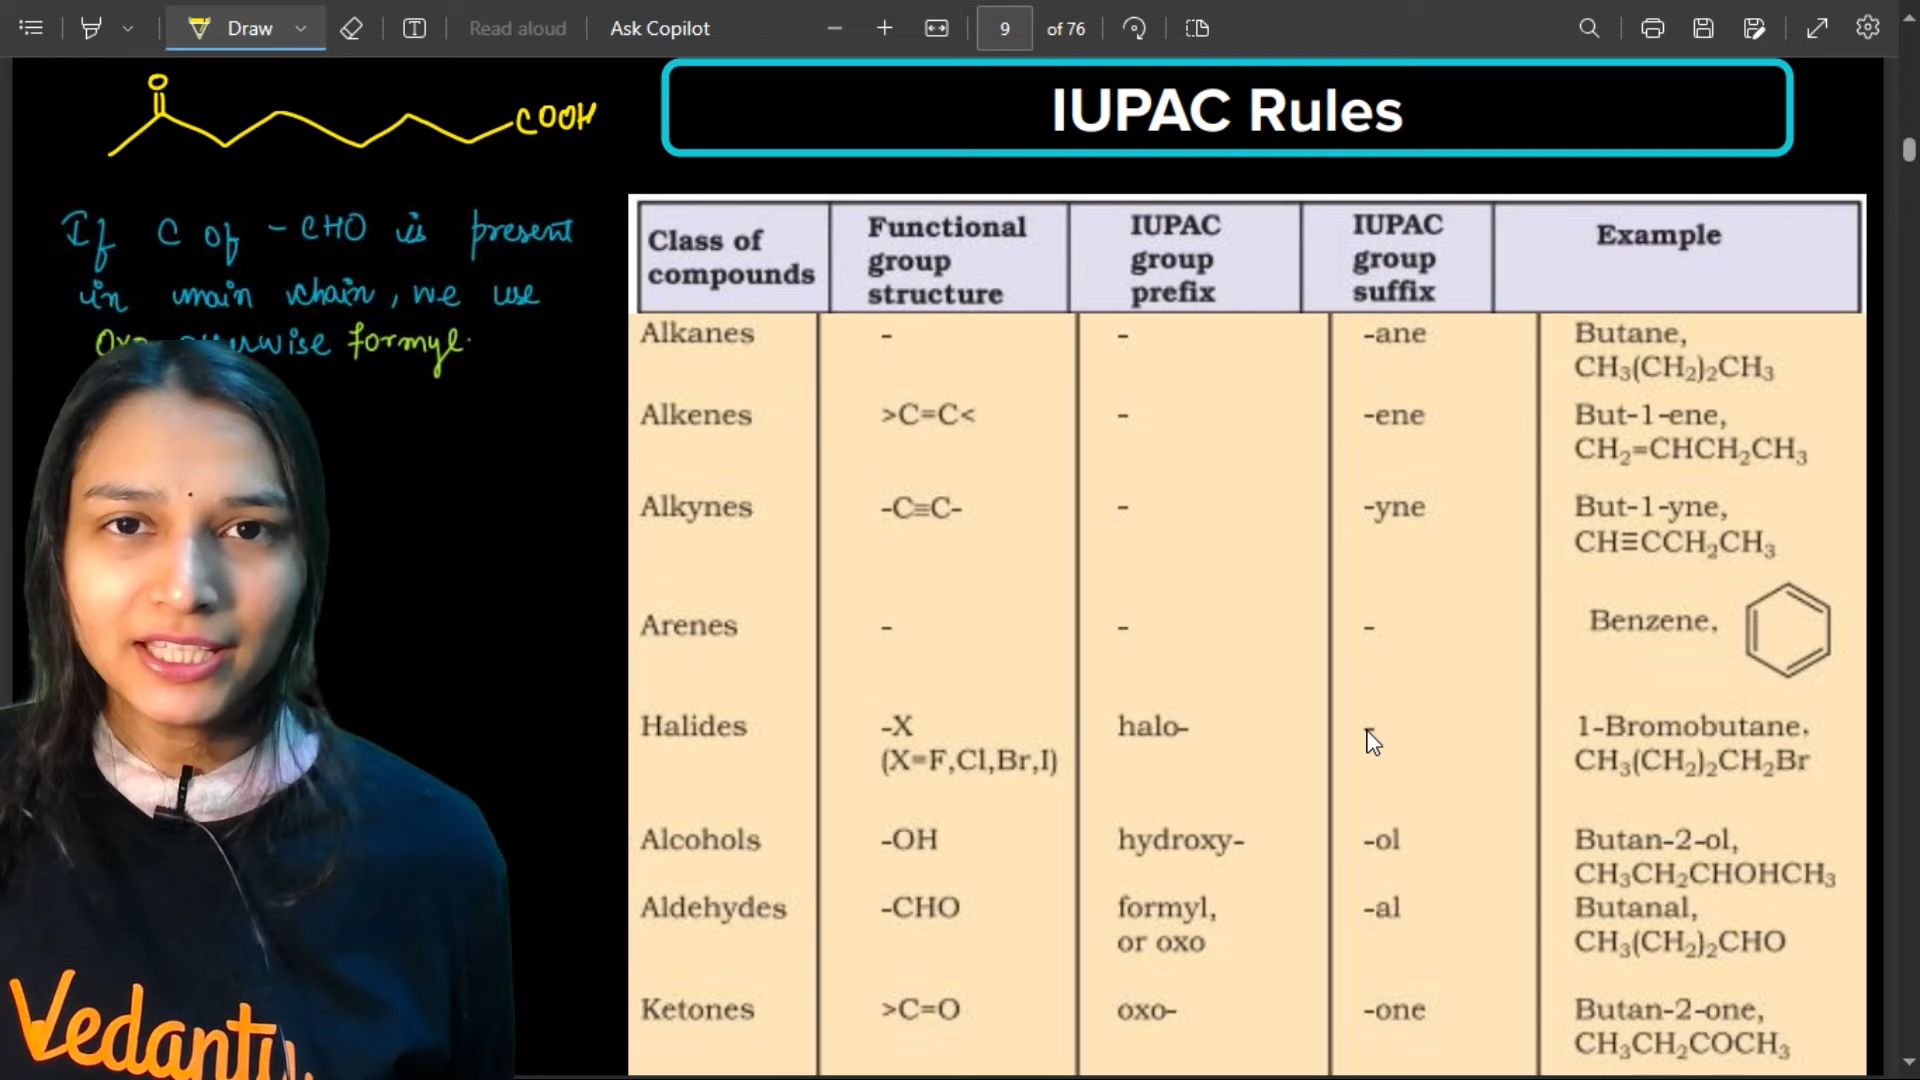 Draw
Read aloud
Ask Copilot
9
of 76
O
COOH
If C of -CHO is present
in main chain, we use
otherwise formyl.
IUPAC Rules
Class of compounds Functional group structure IUPAC group prefix IUPAC group suffix Example
Alkanes - - -ane Butane,
CH₃(CH₂)₂CH₃
Alkenes >C=C< - -ene But-1-ene,
CH₂=CHCH₂CH₃
Alkynes -C≡C- - -yne But-1-yne,
CH≡CCH₂CH₃
Arenes - - - Benzene,
Halides -X halo- - 1-Bromobutane,
(X=F,Cl,Br,I) CH₃(CH₂)₂CH₂Br
Alcohols -OH hydroxy- -ol Butan-2-ol,
CH₃CH₂CHOHCH₃
Aldehydes -CHO formyl, -al Butanal,
or oxo CH₃(CH₂)₂CHO
Ketones >C=O oxo- -one Butan-2-one,
CH₃CH₂COCH₃
Vedantu